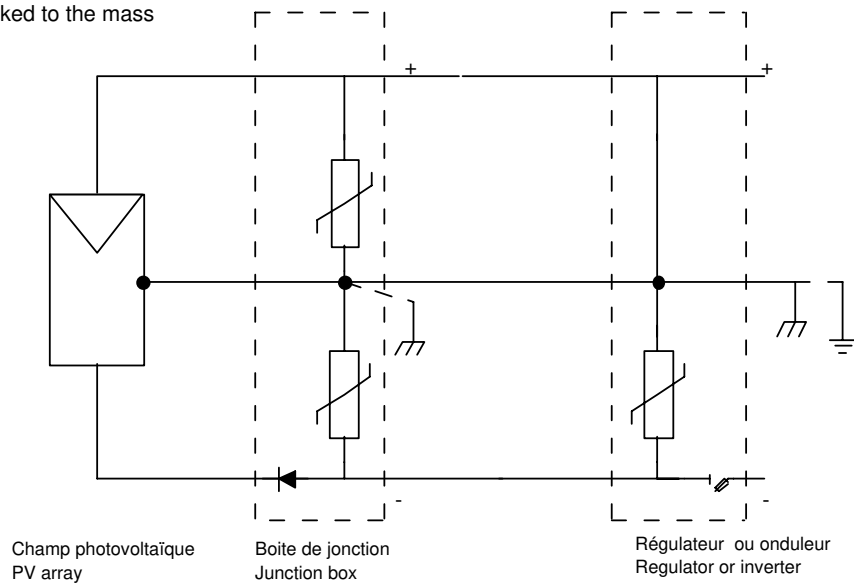 ked to the mass
+
+
-
-
Champ photovoltaïque
PV array
Boite de jonction
Junction box
Régulateur ou onduleur
Regulator or inverter